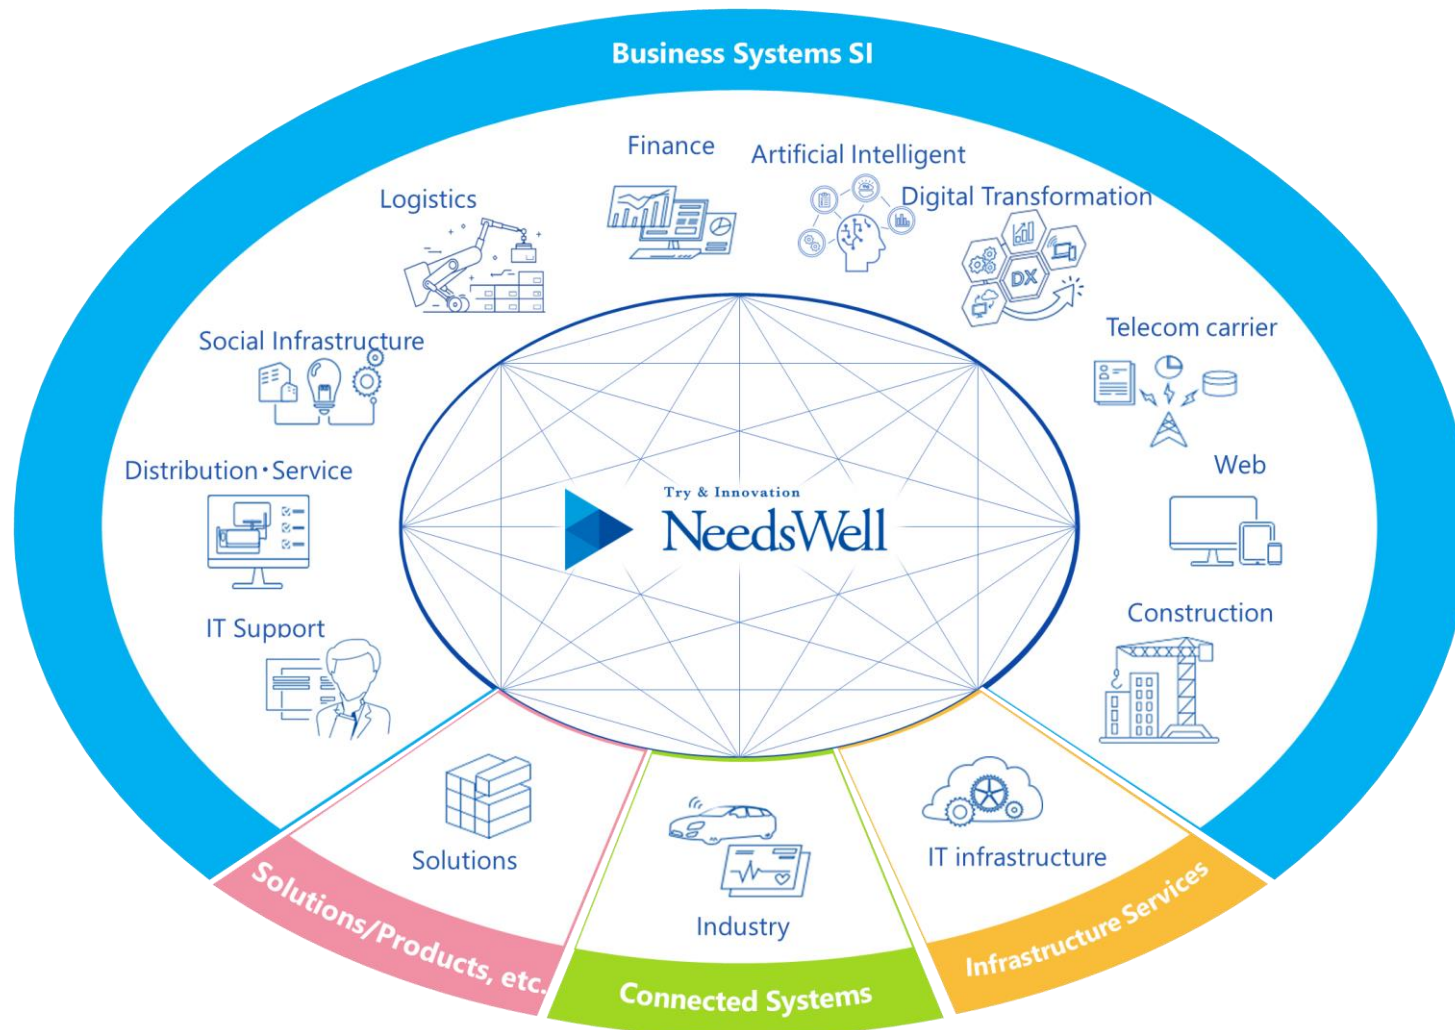 Business Systems SI
Finance
Artificial Intelligent
Logistics
Digital Transformation
DX
Social Infrastructure
Telecom carrier
Distribution・Service
Web
Try & Innovation
NeedsWell
IT Support
Construction
Solutions
IT infrastructure
Industry
Solutions/Products, etc.
Connected Systems
Infrastructure Services